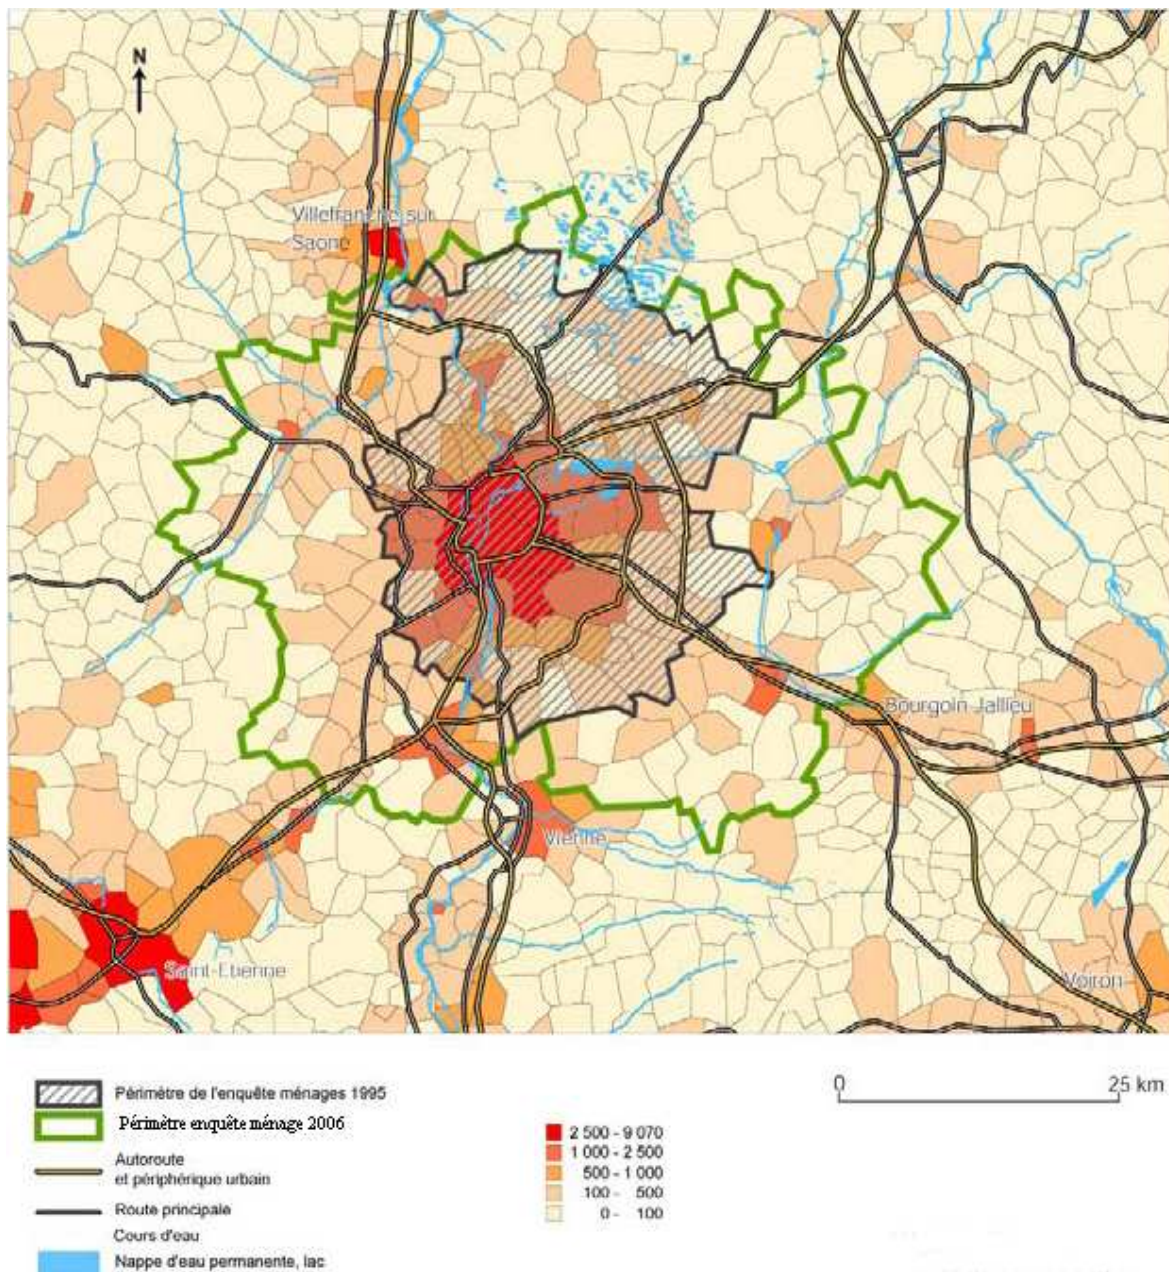 N
Villefranche sur
Saone
Bourgoin Jallieu
Vienne
Saint-Etienne
Voiron
Périmètre de l'enquête ménages 1995
Périmètre enquête ménage 2006
Autoroute
et périphérique urbain
Route principale
Cours d'eau
Nappe d'eau permanente, lac
2 500 - 9 070
1 000 - 2 500
500 - 1 000
100 - 500
0 - 100
0 25 km